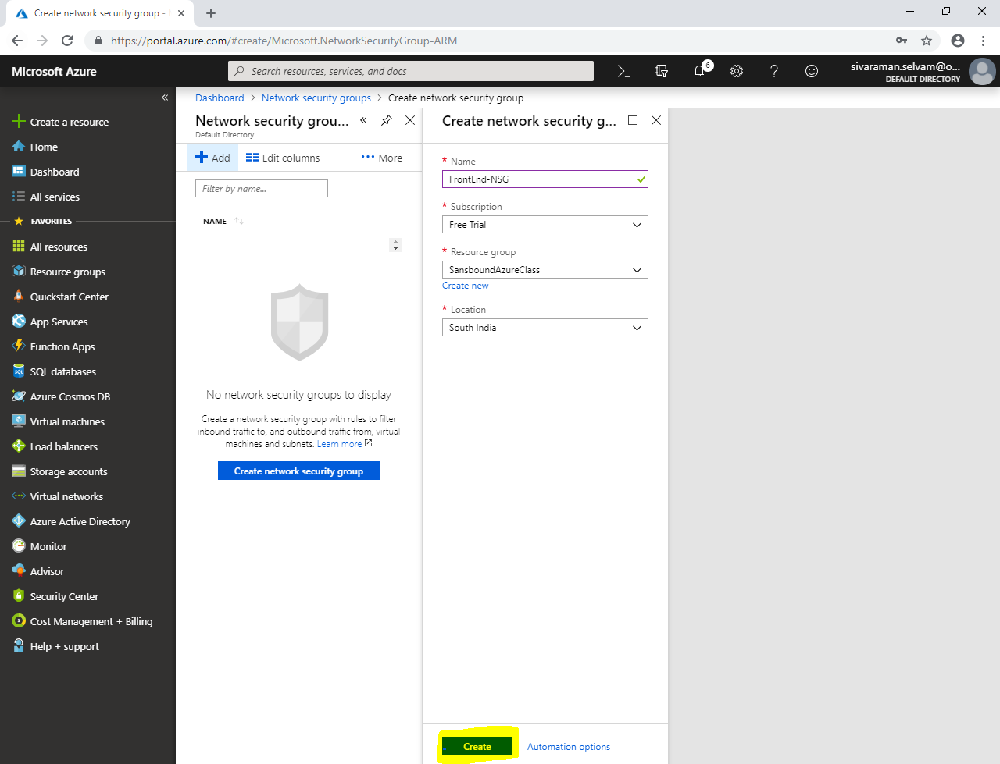 Create network security group -
https://portal.azure.com/#create/Microsoft.NetworkSecurityGroup-ARM
Microsoft Azure
Search resources, services, and docs
6
sivaraman.selvam@o...
DEFAULT DIRECTORY
Dashboard > Network security groups > Create network security group
Create a resource
Home
Dashboard
All services
FAVORITES
All resources
Resource groups
Quickstart Center
App Services
Function Apps
SQL databases
Azure Cosmos DB
Virtual machines
Load balancers
Storage accounts
Virtual networks
Azure Active Directory
Monitor
Advisor
Security Center
Cost Management + Billing
Help + support
Network security grou...
Default Directory
Add Edit columns ••• More
Filter by name...
NAME
No network security groups to display
Create a network security group with rules to filter
inbound traffic to, and outbound traffic from, virtual
machines and subnets. Learn more
Create network security group
Create network security g...
* Name
FrontEnd-NSG
* Subscription
Free Trial
* Resource group
SansboundAzureClass
Create new
* Location
South India
Create Automation options